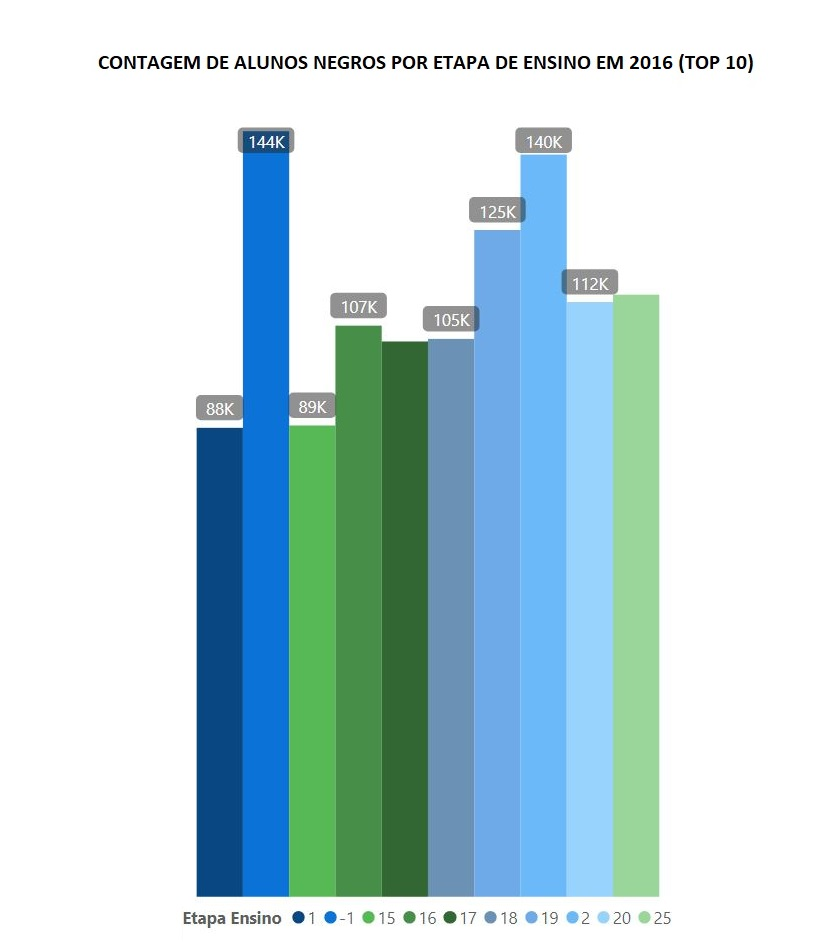 CONTAGEM DE ALUNOS NEGROS POR ETAPA DE ENSINO EM 2016 (TOP 10)
144K
140K
125K
112K
107K
105K
88K
89K
Etapa Ensino 1 -1 15 16 17 18 19 2 20 25